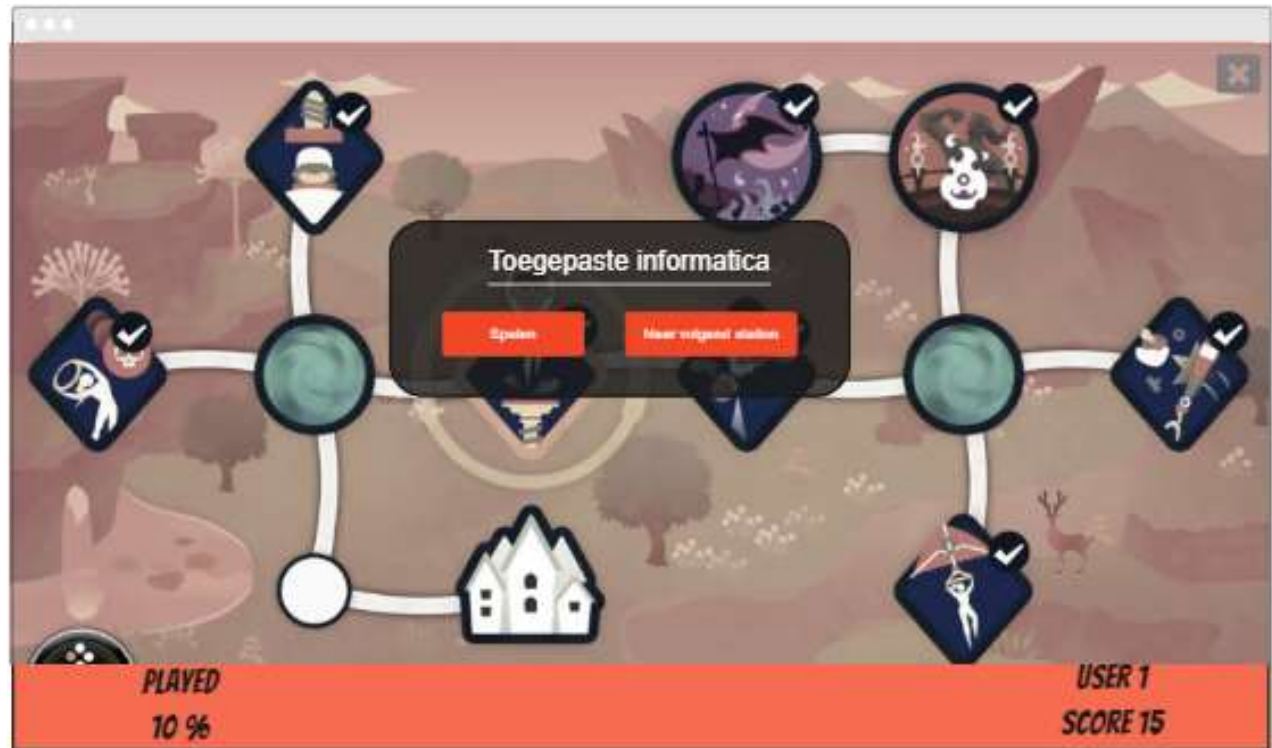 Toegepaste informatica
Spelen
Naar volgend station
PLAYED
10 %
USER 1
SCORE 15